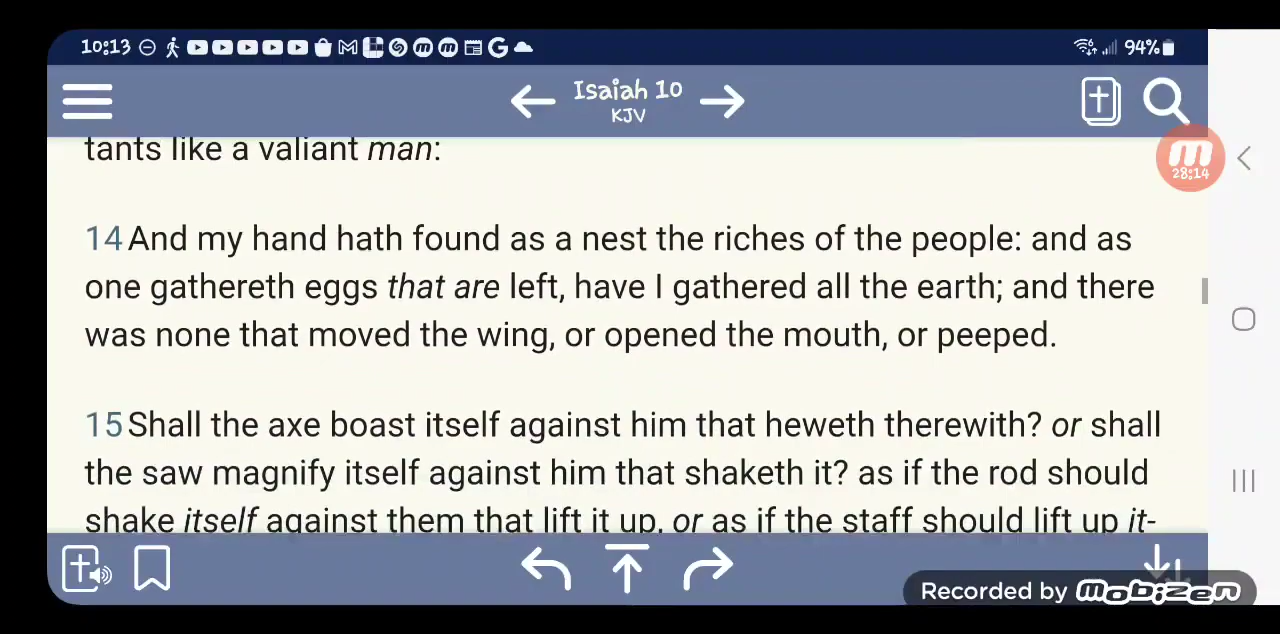 10:13 94%
Isaiah 10
KJV
28:14
tants like a valiant man:
14 And my hand hath found as a nest the riches of the people: and as
one gathereth eggs that are left, have I gathered all the earth; and there
was none that moved the wing, or opened the mouth, or peeped.
15 Shall the axe boast itself against him that heweth therewith? or shall
the saw magnify itself against him that shaketh it? as if the rod should
shake itself against them that lift it up, or as if the staff should lift up it-
Recorded by mobizen